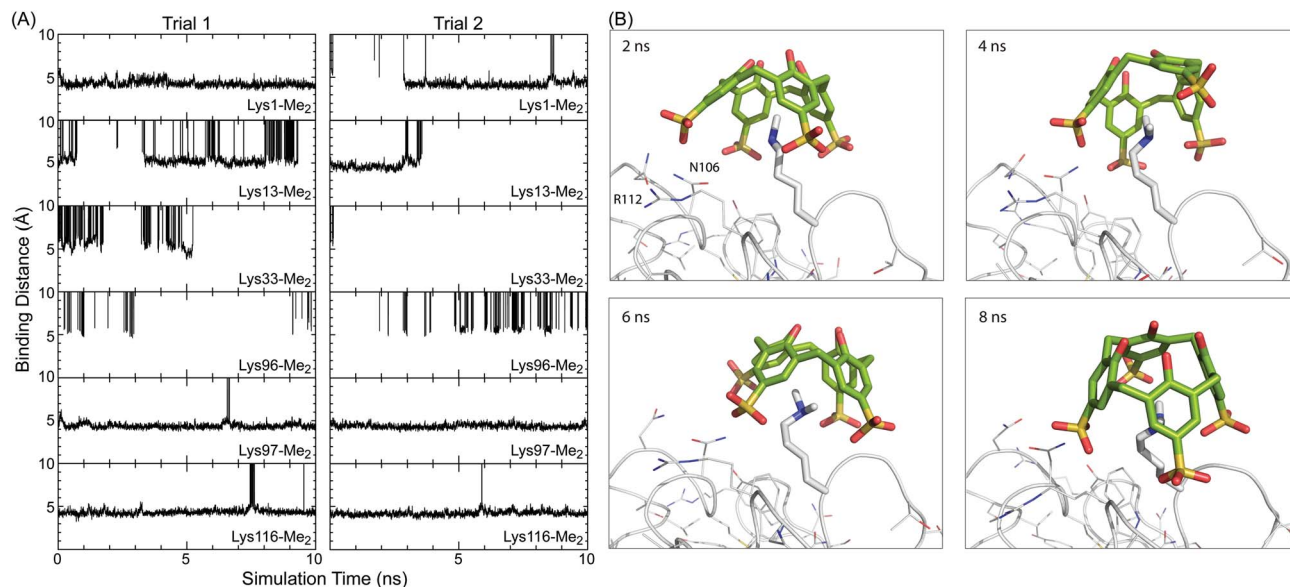 (A)
Trial 1
Trial 2
10
5
Lys1-Me2
Lys1-Me2
10
5
Lys13-Me2
Lys13-Me2
10
5
Lys33-Me2
Lys33-Me2
10
5
Lys96-Me2
Lys96-Me2
10
5
Lys97-Me2
Lys97-Me2
10
5
Lys116-Me2
Lys116-Me2
0
5
10
5
10
Binding Distance (Å)
Simulation Time (ns)
(B)
2 ns
N106
R112
4 ns
6 ns
8 ns